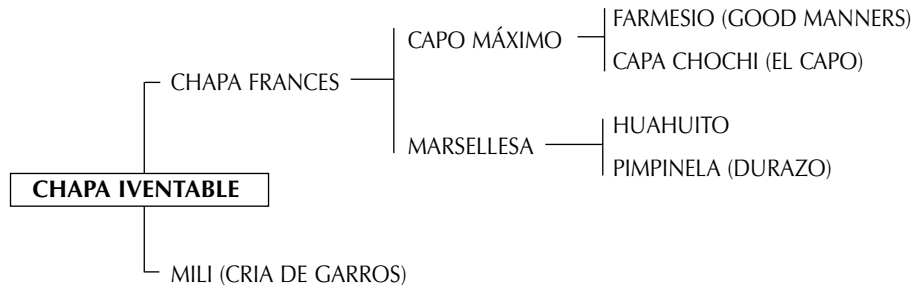 FARMESIO (GOOD MANNERS)
CAPO MÁXIMO
CAPA CHOCHI (EL CAPO)
CHAPA FRANCES
HUAHUITO
MARSELLESA
PIMPINELA (DURAZO)
CHAPA IVENTABLE
MILI (CRIA DE GARROS)